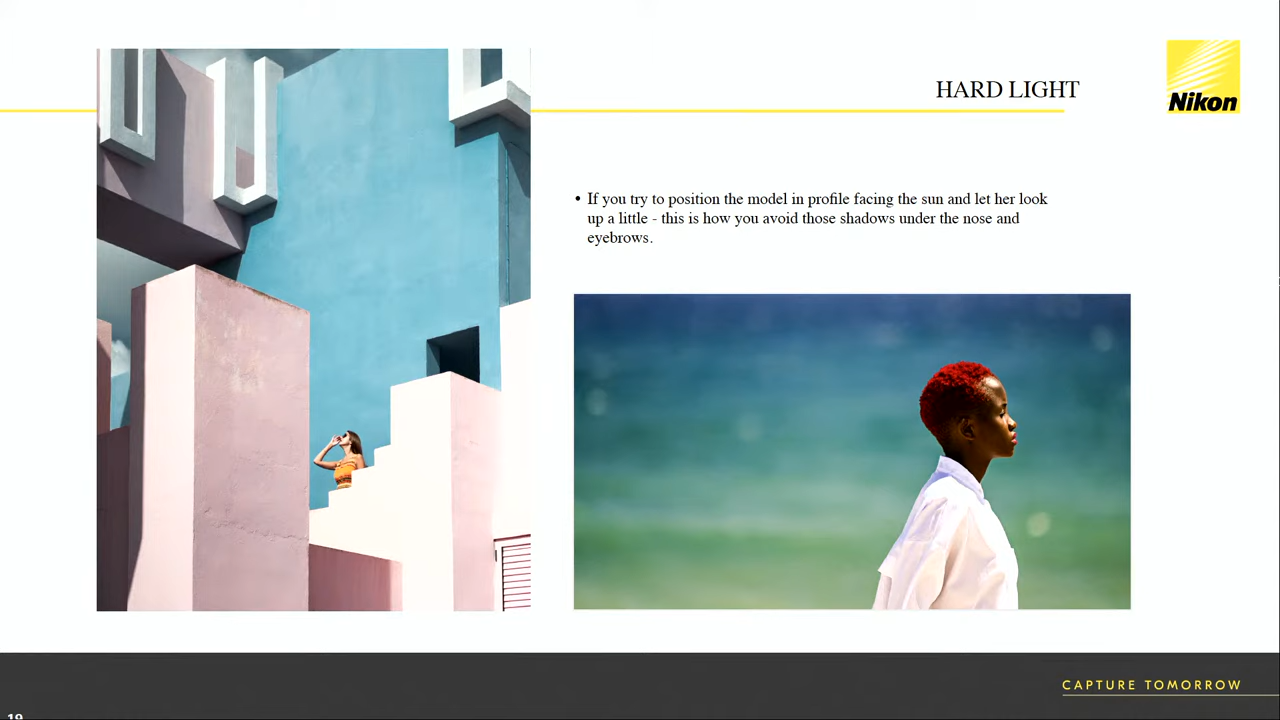 HARD LIGHT
Nikon
• If you try to position the model in profile facing the sun and let her look
up a little - this is how you avoid those shadows under the nose and
eyebrows.
CAPTURE TOMORROW
19